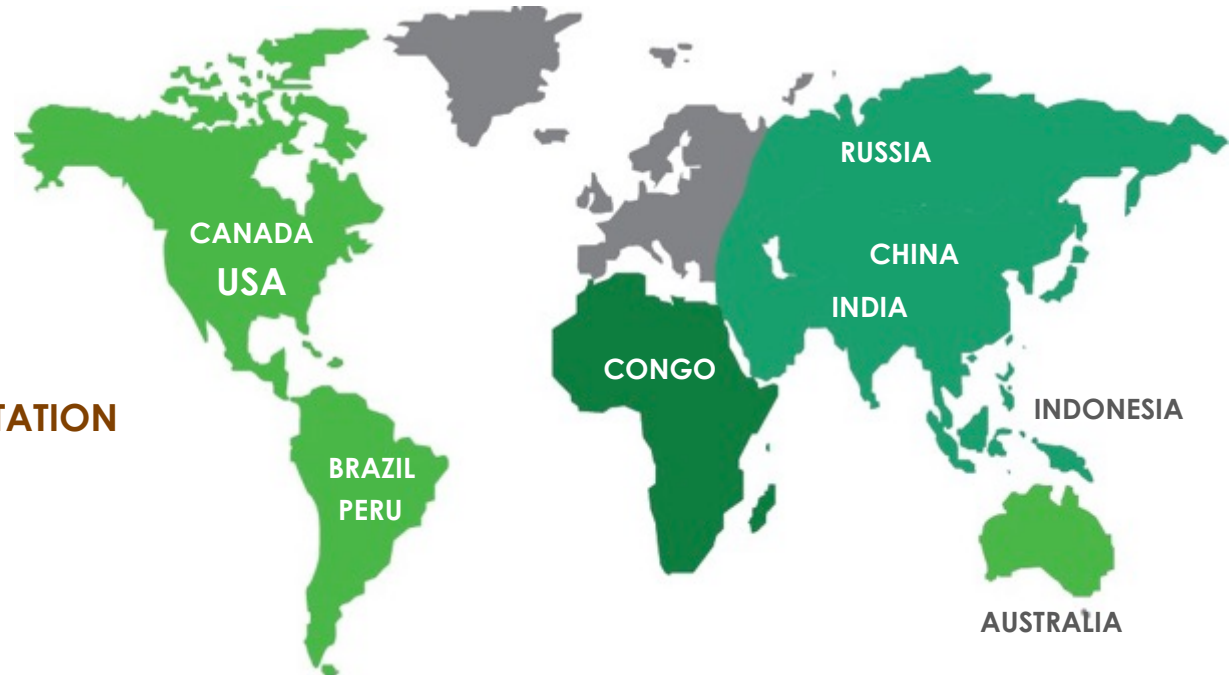 RUSSIA
CANADA
CHINA
USA
INDIA
CONGO
TATION
INDONESIA
BRAZIL
PERU
AUSTRALIA